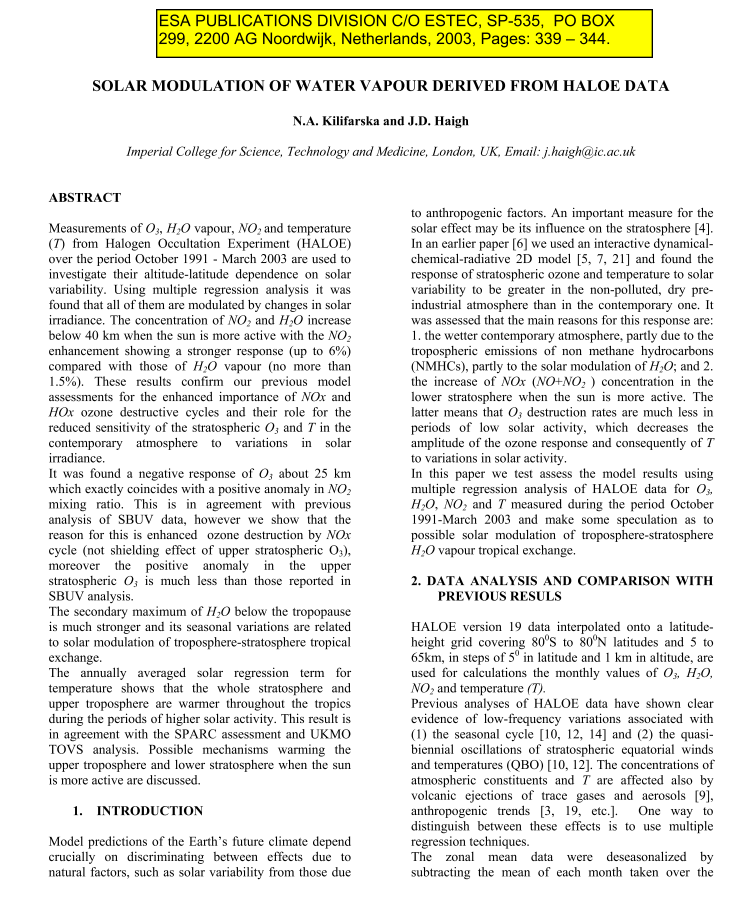 ESA PUBLICATIONS DIVISION C/O ESTEC, SP-535, PO BOX
299, 2200 AG Noordwijk, Netherlands, 2003, Pages: 339 – 344.
SOLAR MODULATION OF WATER VAPOUR DERIVED FROM HALOE DATA
N.A. Kilifarska and J.D. Haigh
Imperial College for Science, Technology and Medicine, London, UK, Email: j.haigh@ic.ac.uk
ABSTRACT
Measurements of O3, H2O vapour, NO2 and temperature
(T) from Halogen Occultation Experiment (HALOE)
over the period October 1991 - March 2003 are used to
investigate their altitude-latitude dependence on solar
variability. Using multiple regression analysis it was
found that all of them are modulated by changes in solar
irradiance. The concentration of NO2 and H2O increase
below 40 km when the sun is more active with the NO2
enhancement showing a stronger response (up to 6%)
compared with those of H2O vapour (no more than
1.5%). These results confirm our previous model
assessments for the enhanced importance of NOx and
HOx ozone destructive cycles and their role for the
reduced sensitivity of the stratospheric O3 and T in the
contemporary atmosphere to variations in solar
irradiance.
It was found a negative response of O3 about 25 km
which exactly coincides with a positive anomaly in NO2
mixing ratio. This is in agreement with previous
analysis of SBUV data, however we show that the
reason for this is enhanced ozone destruction by NOx
cycle (not shielding effect of upper stratospheric O3),
moreover the positive anomaly in the upper
stratospheric O3 is much less than those reported in
SBUV analysis.
The secondary maximum of H2O below the tropopause
is much stronger and its seasonal variations are related
to solar modulation of troposphere-stratosphere tropical
exchange.
The annually averaged solar regression term for
temperature shows that the whole stratosphere and
upper troposphere are warmer throughout the tropics
during the periods of higher solar activity. This result is
in agreement with the SPARC assessment and UKMO
TOVS analysis. Possible mechanisms warming the
upper troposphere and lower stratosphere when the sun
is more active are discussed.
1. INTRODUCTION
Model predictions of the Earth's future climate depend
crucially on discriminating between effects due to
natural factors, such as solar variability from those due
to anthropogenic factors. An important measure for the
solar effect may be its influence on the stratosphere [4].
In an earlier paper [6] we used an interactive dynamical-
chemical-radiative 2D model [5, 7, 21] and found the
response of stratospheric ozone and temperature to solar
variability to be greater in the non-polluted, dry pre-
industrial atmosphere than in the contemporary one. It
was assessed that the main reasons for this response are:
1. the wetter contemporary atmosphere, partly due to the
tropospheric emissions of non methane hydrocarbons
(NMHCs), partly to the solar modulation of H2O; and 2.
the increase of NOx (NO+NO2 ) concentration in the
lower stratosphere when the sun is more active. The
latter means that O3 destruction rates are much less in
periods of low solar activity, which decreases the
amplitude of the ozone response and consequently of T
to variations in solar activity.
In this paper we test assess the model results using
multiple regression analysis of HALOE data for O3,
H2O, NO2 and T measured during the period October
1991-March 2003 and make some speculation as to
possible solar modulation of troposphere-stratosphere
H2O vapour tropical exchange.
2. DATA ANALYSIS AND COMPARISON WITH
PREVIOUS RESULS
HALOE version 19 data interpolated onto a latitude-
height grid covering 80⁰S to 80⁰N latitudes and 5 to
65km, in steps of 5⁰ in latitude and 1 km in altitude, are
used for calculations the monthly values of O3, H2O,
NO2 and temperature (T).
Previous analyses of HALOE data have shown clear
evidence of low-frequency variations associated with
(1) the seasonal cycle [10, 12, 14] and (2) the quasi-
biennial oscillations of stratospheric equatorial winds
and temperatures (QBO) [10, 12]. The concentrations of
atmospheric constituents and T are affected also by
volcanic ejections of trace gases and aerosols [9],
anthropogenic trends [3, 19, etc.]. One way to
distinguish between these effects is to use multiple
regression techniques.
The zonal mean data were deseasonalized by
subtracting the mean of each month taken over the